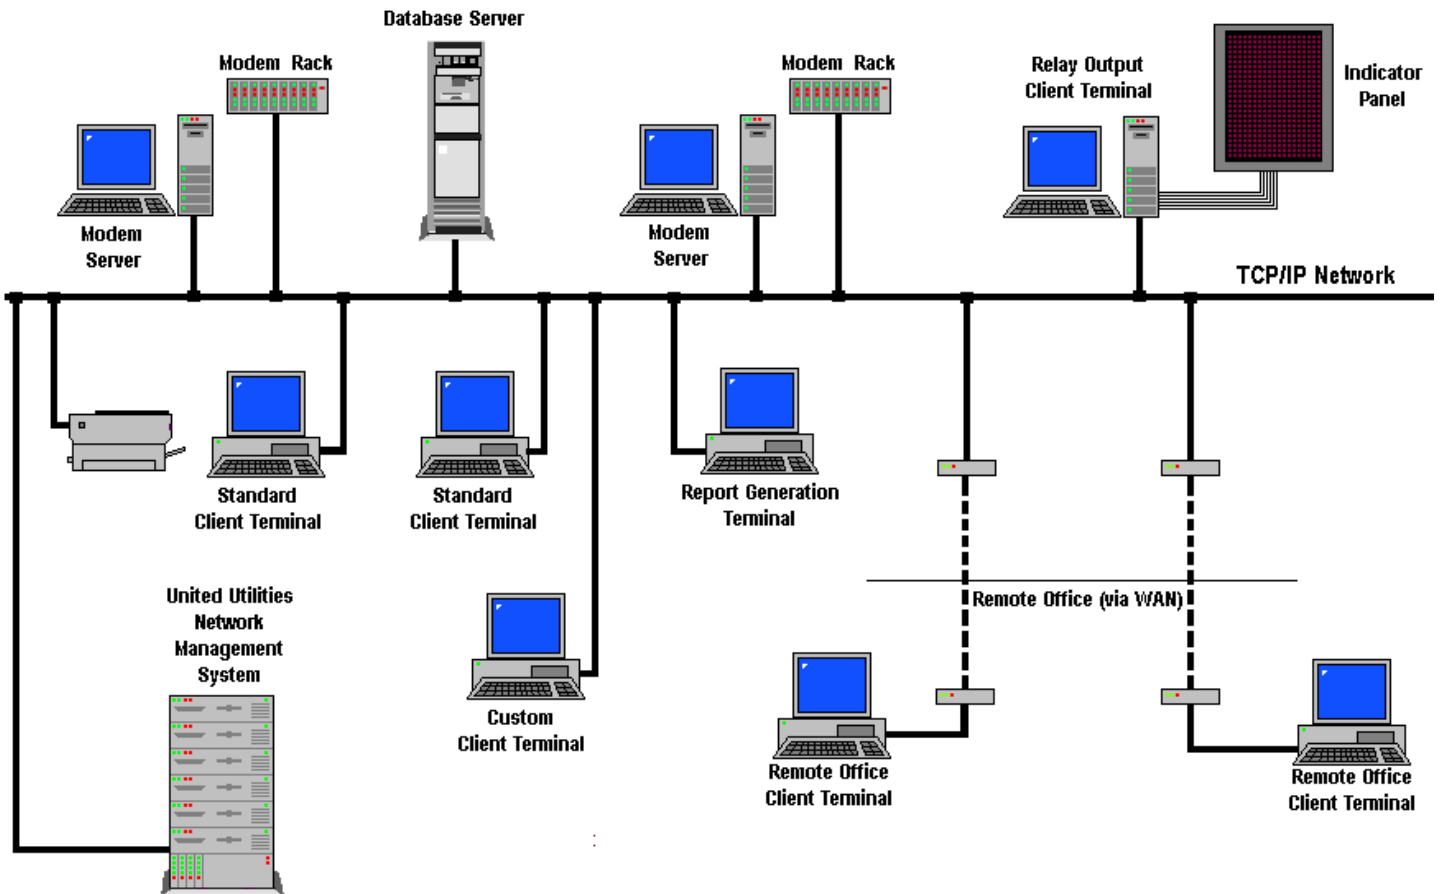 Database Server
Modem Rack
Modem Rack
Relay Output
Client Terminal
Indicator
Panel
Modem
Server
Modem
Server
TCP/IP Network
Standard
Client Terminal
Standard
Client Terminal
Report Generation
Terminal
United Utilities
Network
Management
System
Remote Office (via WAN)
Custom
Client Terminal
Remote Office
Client Terminal
Remote Office
Client Terminal